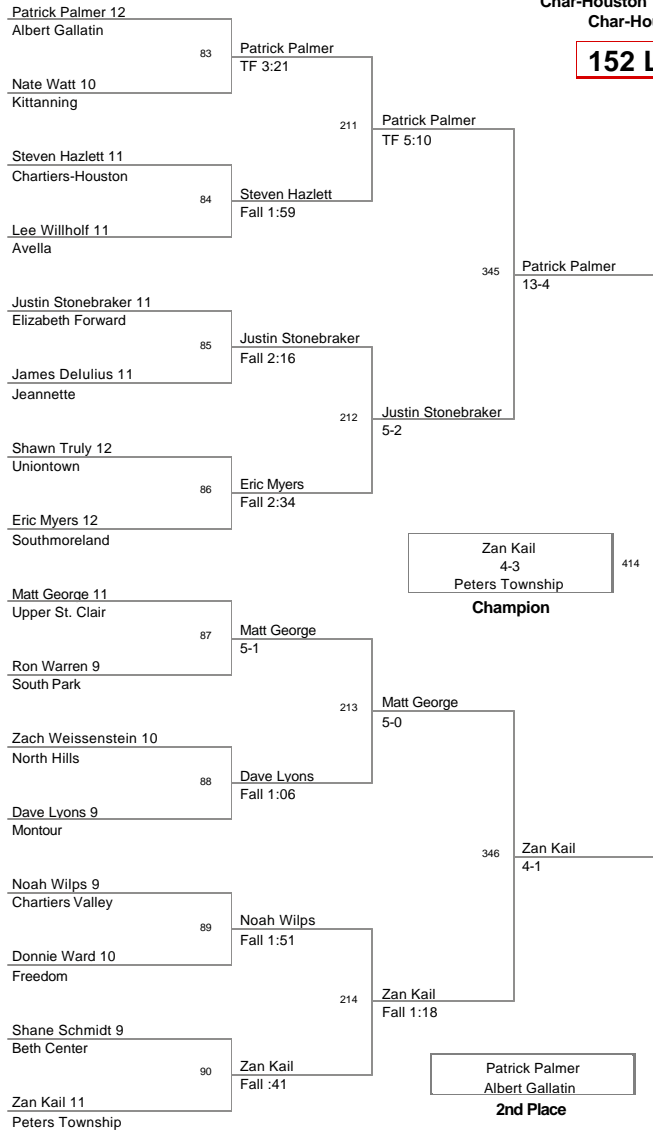 Char-Houston
Char-Hou
152 L
Patrick Palmer 12
Albert Gallatin
83
Nate Watt 10
Kittanning
Patrick Palmer
TF 3:21
Steven Hazlett 11
Chartiers-Houston
84
Lee Willholf 11
Avella
Steven Hazlett
Fall 1:59
211
Patrick Palmer
TF 5:10
Justin Stonebraker 11
Elizabeth Forward
85
James DeIulius 11
Jeannette
Justin Stonebraker
Fall 2:16
Shawn Truly 12
Uniontown
86
Eric Myers 12
Southmoreland
Eric Myers
Fall 2:34
212
Justin Stonebraker
5-2
345
Patrick Palmer
13-4
Zan Kail
4-3
Peters Township
414
Champion
Matt George 11
Upper St. Clair
87
Ron Warren 9
South Park
Matt George
5-1
Zach Weissenstein 10
North Hills
88
Dave Lyons 9
Montour
Dave Lyons
Fall 1:06
213
Matt George
5-0
Noah Wilps 9
Chartiers Valley
89
Donnie Ward 10
Freedom
Noah Wilps
Fall 1:51
Shane Schmidt 9
Beth Center
90
Zan Kail 11
Peters Township
Zan Kail
Fall :41
214
Zan Kail
Fall 1:18
346
Zan Kail
4-1
Patrick Palmer
Albert Gallatin
2nd Place